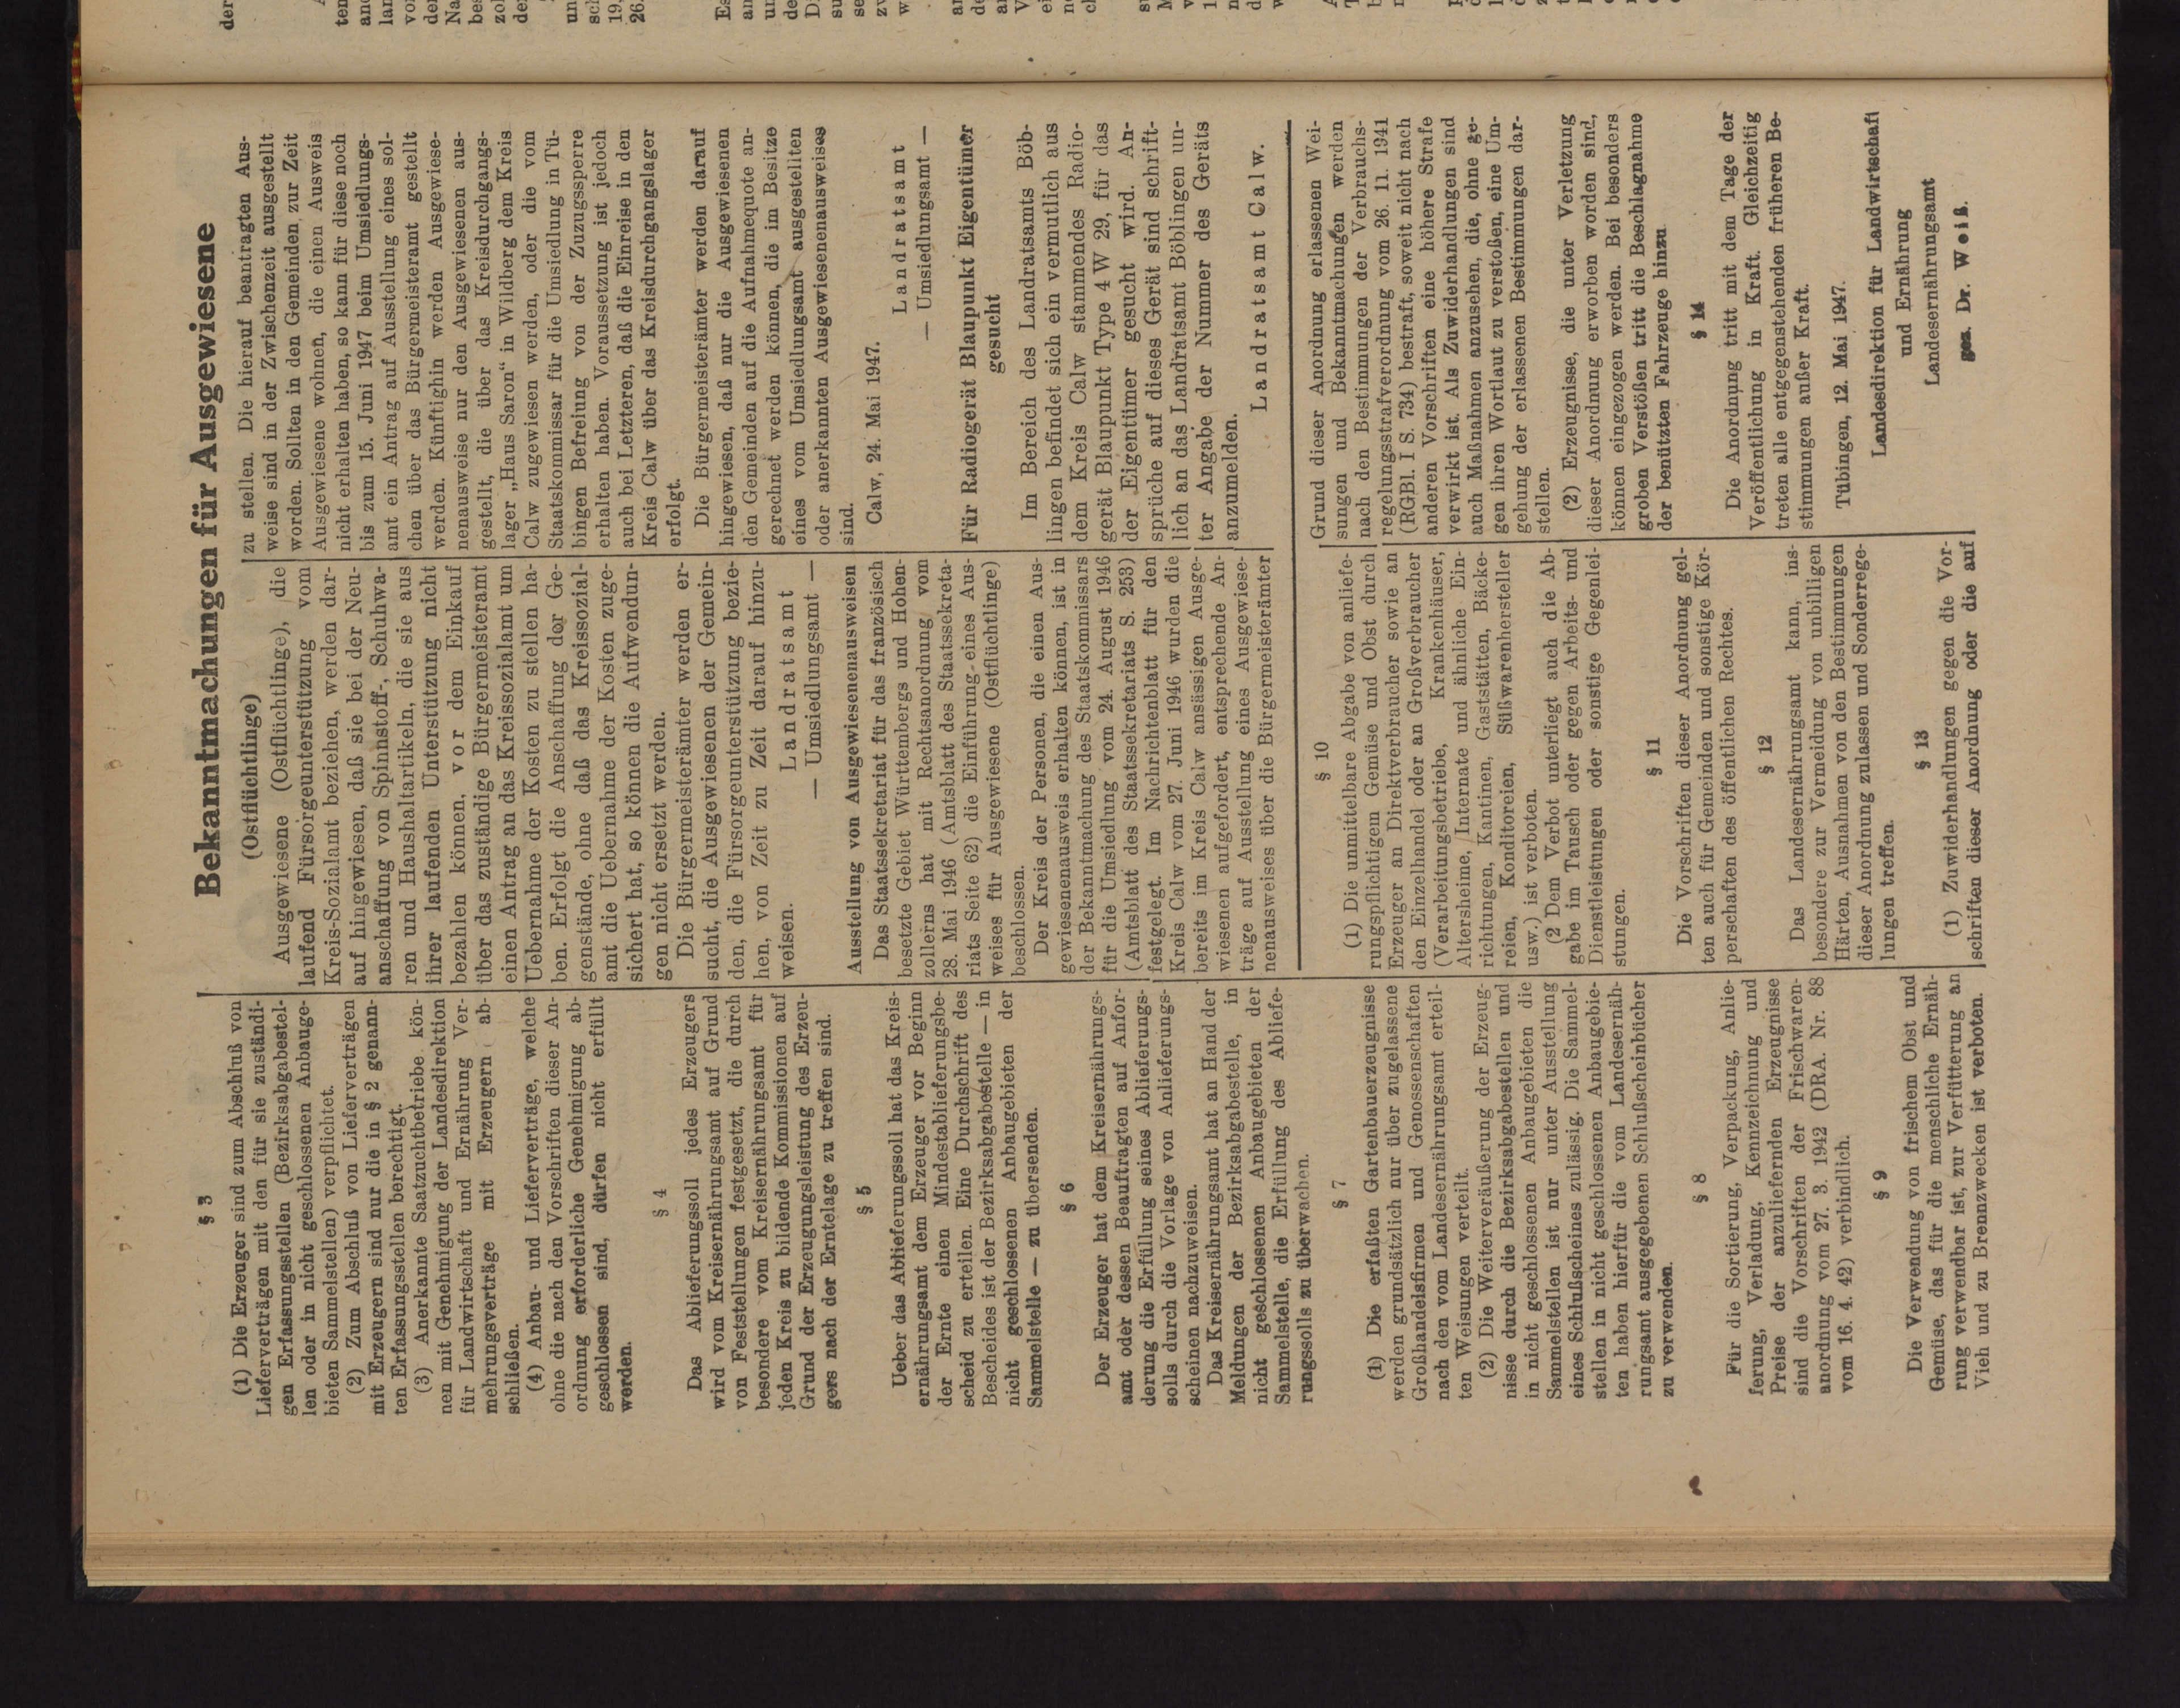 § 3
(1) Die Erzeuger sind zum Abschluß von
Lieferverträgen mit den für sie zuständi-
gen Erfassungsstellen (Bezirksabgabestel-
len oder in nicht geschlossenen Anbauge-
bieten Sammelstellen) verpflichtet.
(2) Zum Abschluß von Lieferverträgen
mit Erzeugern sind nur die in § 2 genann-
ten Erfassungsstellen berechtigt.
(3) Anerkannte Saatzuchtbetriebe kön-
nen mit Genehmigung der Landesdirektion
für Landwirtschaft und Ernährung Ver-
mehrungsverträge mit Erzeugern ab-
schließen.
(4) Anbau- und Lieferverträge, welche
ohne die nach den Vorschriften dieser An-
ordnung erforderliche Genehmigung ab-
geschlossen sind, dürfen nicht erfüllt
werden.
§ 4
Das Ablieferungssoll jedes Erzeugers
wird vom Kreisernährungsamt auf Grund
von Feststellungen festgesetzt, die durch
besondere vom Kreisernährungsamt für
jeden Kreis zu bildende Kommissionen auf
Grund der Erzeugungsleistung des Erzeu-
gers nach der Erntelage zu treffen sind.
§ 5
Ueber das Ablieferungssoll hat das Kreis-
ernährungsamt dem Erzeuger vor Beginn
der Ernte einen Mindestablieferungsbe-
scheid zu erteilen. Eine Durchschrift des
Bescheides ist der Bezirksabgabestelle — in
nicht geschlossenen Anbaugebieten der
Sammelstelle — zu übersenden.
§ 6
Der Erzeuger hat dem Kreisernährungs-
amt oder dessen Beauftragten auf Anfor-
derung die Erfüllung seines Ablieferungs-
solls durch die Vorlage von Anlieferungs-
scheinen nachzuweisen.
Das Kreisernährungsamt hat an Hand der
Meldungen der Bezirksabgabestelle, in
nicht geschlossenen Anbaugebieten der
Sammelstelle, die Erfüllung des Abliefe-
rungssolls zu überwachen.
§ 7
(1) Die erfaßten Gartenbauerzeugnisse
werden grundsätzlich nur über zugelassene
Großhandelsfirmen und Genossenschaften
nach den vom Landesernährungsamt erteil-
ten Weisungen verteilt.
(2) Die Weiterveräußerung der Erzeug-
nisse durch die Bezirksabgabestellen und
in nicht geschlossenen Anbaugebieten die
Sammelstellen ist nur unter Ausstellung
eines Schlußscheines zulässig. Die Sammel-
stellen in nicht geschlossenen Anbaugebie-
ten haben hierfür die vom Landesernäh-
rungsamt ausgegebenen Schlußscheinbücher
zu verwenden.
§ 8
Für die Sortierung, Verpackung, Anlie-
ferung, Verladung, Kennzeichnung und
Preise der anzuliefernden Erzeugnisse
sind die Vorschriften der Frischwaren-
anordnung vom 27. 3. 1942 (DRA. Nr. 88
vom 16. 4. 42) verbindlich.
§ 9
Die Verwendung von frischem Obst und
Gemüse, das für die menschliche Ernäh-
rung verwendbar ist, zur Verfütterung an
Vieh und zu Brennzwecken ist verboten.
Bekanntmachungen für Ausgewiesene
(Ostflüchtlinge)
Ausgewiesene (Ostflüchtlinge), die
laufend Fürsorgeunterstützung vom
Kreis-Sozialamt beziehen, werden dar-
auf hingewiesen, daß sie bei der Neu-
anschaffung von Spinnstoff-, Schuhwa-
ren und Haushaltartikeln, die sie aus
ihrer laufenden Unterstützung nicht
bezahlen können, vor dem Einkauf
über das zuständige Bürgermeisteramt
einen Antrag an das Kreissozialamt um
Uebernahme der Kosten zu stellen ha-
ben. Erfolgt die Anschaffung der Ge-
genstände, ohne daß das Kreissozial-
amt die Uebernahme der Kosten zuge-
sichert hat, so können die Aufwendun-
gen nicht ersetzt werden.
Die Bürgermeisterämter werden er-
sucht, die Ausgewiesenen der Gemein-
den, die Fürsorgeunterstützung bezie-
hen, von Zeit zu Zeit darauf hinzu-
weisen.
Landratsamt
— Umsiedlungsamt —
Ausstellung von Ausgewiesenenausweisen
Das Staatssekretariat für das französisch
besetzte Gebiet Württembergs und Hohen-
zollerns hat mit Rechtsanordnung vom
28. Mai 1946 (Amtsblatt des Staatssekreta-
riats Seite 62) die Einführung eines Aus-
weises für Ausgewiesene (Ostflüchtlinge)
beschlossen.
Der Kreis der Personen, die einen Aus-
gewiesenenausweis erhalten können, ist in
der Bekanntmachung des Staatskommissars
für die Umsiedlung vom 24. August 1946
(Amtsblatt des Staatssekretariats S. 253)
festgelegt. Im Nachrichtenblatt für den
Kreis Calw vom 27. Juni 1946 wurden die
bereits im Kreis Calw ansässigen Ausge-
wiesenen aufgefordert, entsprechende An-
träge auf Ausstellung eines Ausgewiese-
nenausweises über die Bürgermeisterämter
zu stellen. Die hierauf beantragten Aus-
weise sind in der Zwischenzeit ausgestellt
worden. Sollten in den Gemeinden zur Zeit
Ausgewiesene wohnen, die einen Ausweis
nicht erhalten haben, so kann für diese noch
bis zum 15. Juni 1947 beim Umsiedlungs-
amt ein Antrag auf Ausstellung eines sol-
chen über das Bürgermeisteramt gestellt
werden. Künftighin werden Ausgewiese-
nenausweise nur den Ausgewiesenen aus-
gestellt, die über das Kreisdurchgangs-
lager „Haus Saron“ in Wildberg dem Kreis
Calw zugewiesen werden, oder die vom
Staatskommissar für die Umsiedlung in Tü-
bingen Befreiung von der Zuzugssperre
erhalten haben. Voraussetzung ist jedoch
auch bei Letzteren, daß die Einreise in den
Kreis Calw über das Kreisdurchgangslager
erfolgt.
Die Bürgermeisterämter werden darauf
hingewiesen, daß nur die Ausgewiesenen
den Gemeinden auf die Aufnahmequote an-
gerechnet werden können, die im Besitze
eines vom Umsiedlungsamt ausgestellten
oder anerkannten Ausgewiesenenausweises
sind.
Calw, 24. Mai 1947.
Landratsamt
— Umsiedlungsamt —
Für Radiogerät Blaupunkt Eigentümer
gesucht
Im Bereich des Landratsamts Böb-
lingen befindet sich ein vermutlich aus
dem Kreis Calw stammendes Radio-
gerät Blaupunkt Type 4 W 29, für das
der Eigentümer gesucht wird. An-
sprüche auf dieses Gerät sind schrift-
lich an das Landratsamt Böblingen un-
ter Angabe der Nummer des Geräts
anzumelden.
Landratsamt Calw.
§ 10
(1) Die unmittelbare Abgabe von anliefe-
rungspflichtigem Gemüse und Obst durch
Erzeuger an Direktverbraucher sowie an
den Einzelhandel oder an Großverbraucher
(Verarbeitungsbetriebe, Krankenhäuser,
Altersheime, Internate und ähnliche Ein-
richtungen, Kantinen, Gaststätten, Bäcke-
reien, Konditoreien, Süßwarenhersteller
usw.) ist verboten.
(2 Dem Verbot unterliegt auch die Ab-
gabe im Tausch oder gegen Arbeits- und
Dienstleistungen oder sonstige Gegenlei-
stungen.
§ 11
Die Vorschriften dieser Anordnung gel-
ten auch für Gemeinden und sonstige Kör-
perschaften des öffentlichen Rechtes.
§ 12
Das Landesernährungsamt kann, ins-
besondere zur Vermeidung von unbilligen
Härten, Ausnahmen von den Bestimmungen
dieser Anordnung zulassen und Sonderrege-
lungen treffen.
§ 13
(1) Zuwiderhandlungen gegen die Vor-
schriften dieser Anordnung oder die auf
Grund dieser Anordnung erlassenen Wei-
sungen und Bekanntmachungen werden
nach den Bestimmungen der Verbrauchs-
regelungsstrafverordnung vom 26. 11. 1941
(RGBl. I S. 734) bestraft, soweit nicht nach
anderen Vorschriften eine höhere Strafe
verwirkt ist. Als Zuwiderhandlungen sind
auch Maßnahmen anzusehen, die, ohne ge-
gen ihren Wortlaut zu verstoßen, eine Um-
gehung der erlassenen Bestimmungen dar-
stellen.
(2) Erzeugnisse, die unter Verletzung
dieser Anordnung erworben worden sind,
können eingezogen werden. Bei besonders
groben Verstößen tritt die Beschlagnahme
der benützten Fahrzeuge hinzu.
§ 14
Die Anordnung tritt mit dem Tage der
Veröffentlichung in Kraft. Gleichzeitig
treten alle entgegenstehenden früheren Be-
stimmungen außer Kraft.
Tübingen, 12. Mai 1947.
Landesdirektion für Landwirtschaft
und Ernährung
Landesernährungsamt
gez. Dr. Weiß.